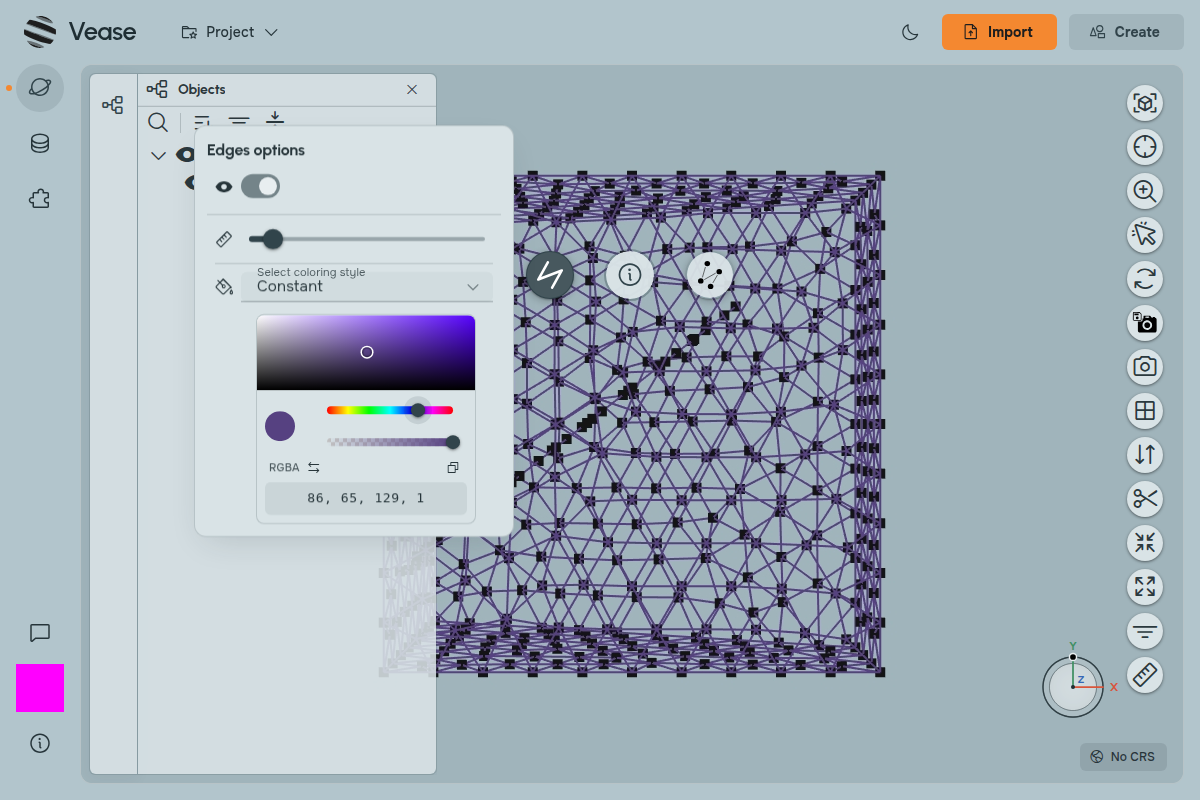 Vease
Project
Import
Create
Objects
Edges options
Select coloring style
Constant
RGBA
86, 65, 129, 1
Y
Z
X
No CRS